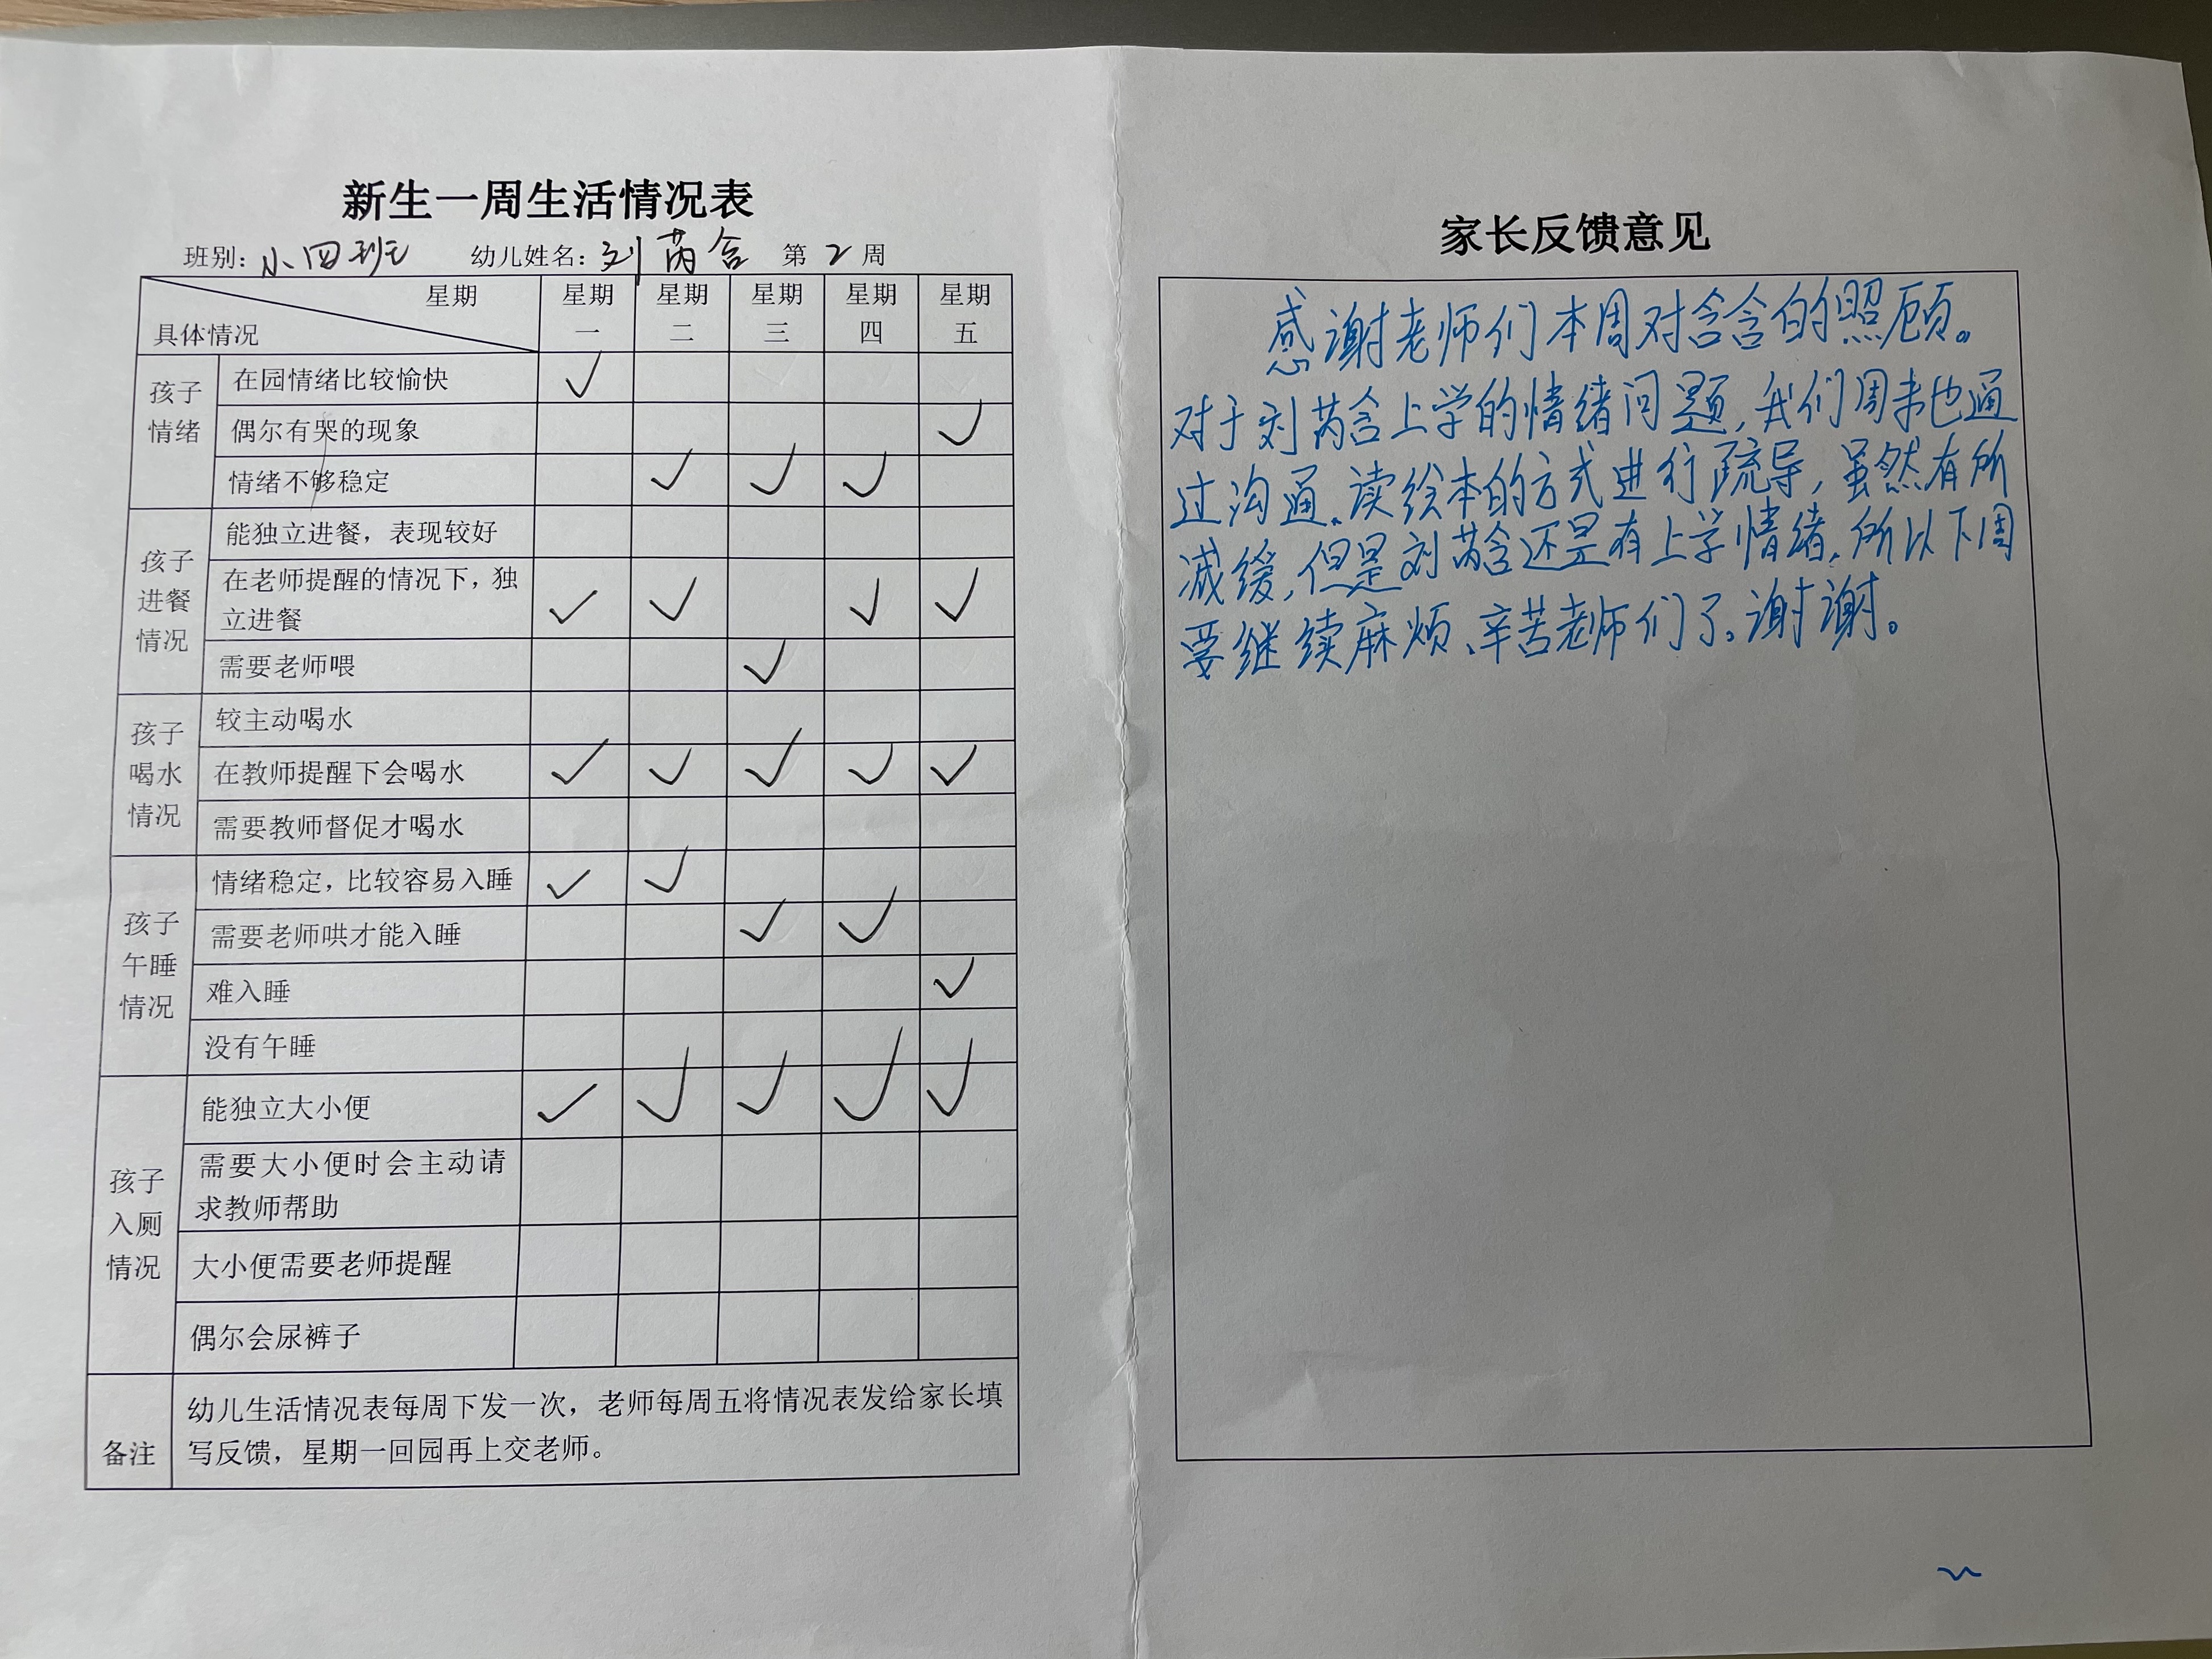 新生一周生活情况表
班别：小四班 幼儿姓名：刘芮含 第2周
星期 星期一 星期二 星期三 星期四 星期五
具体情况
孩子情绪
在园情绪比较愉快 ✓
偶尔有哭的现象 ✓
情绪不够稳定 ✓ ✓ ✓
孩子进餐情况
能独立进餐，表现较好
在老师提醒的情况下，独
立进餐 ✓ ✓ ✓ ✓
需要老师喂 ✓
孩子喝水情况
较主动喝水
在教师提醒下会喝水 ✓ ✓ ✓ ✓ ✓
需要教师督促才喝水
孩子午睡情况
情绪稳定，比较容易入睡 ✓ ✓
需要老师哄才能入睡 ✓ ✓
难入睡 ✓
没有午睡
孩子入厕情况
能独立大小便 ✓ ✓ ✓ ✓ ✓
需要大小便时会主动请
求教师帮助
大小便需要老师提醒
偶尔会尿裤子
备注
幼儿生活情况表每周下发一次，老师每周五将情况表发给家长填
写反馈，星期一回园再上交老师。
家长反馈意见
感谢老师们本周对含含的照顾。
对于刘芮含上学的情绪问题，我们周末也通
过沟通、读绘本的方式进行疏导，虽然有所
减缓，但是刘芮含还是有上学情绪，所以下周
要继续麻烦、辛苦老师们了。谢谢。